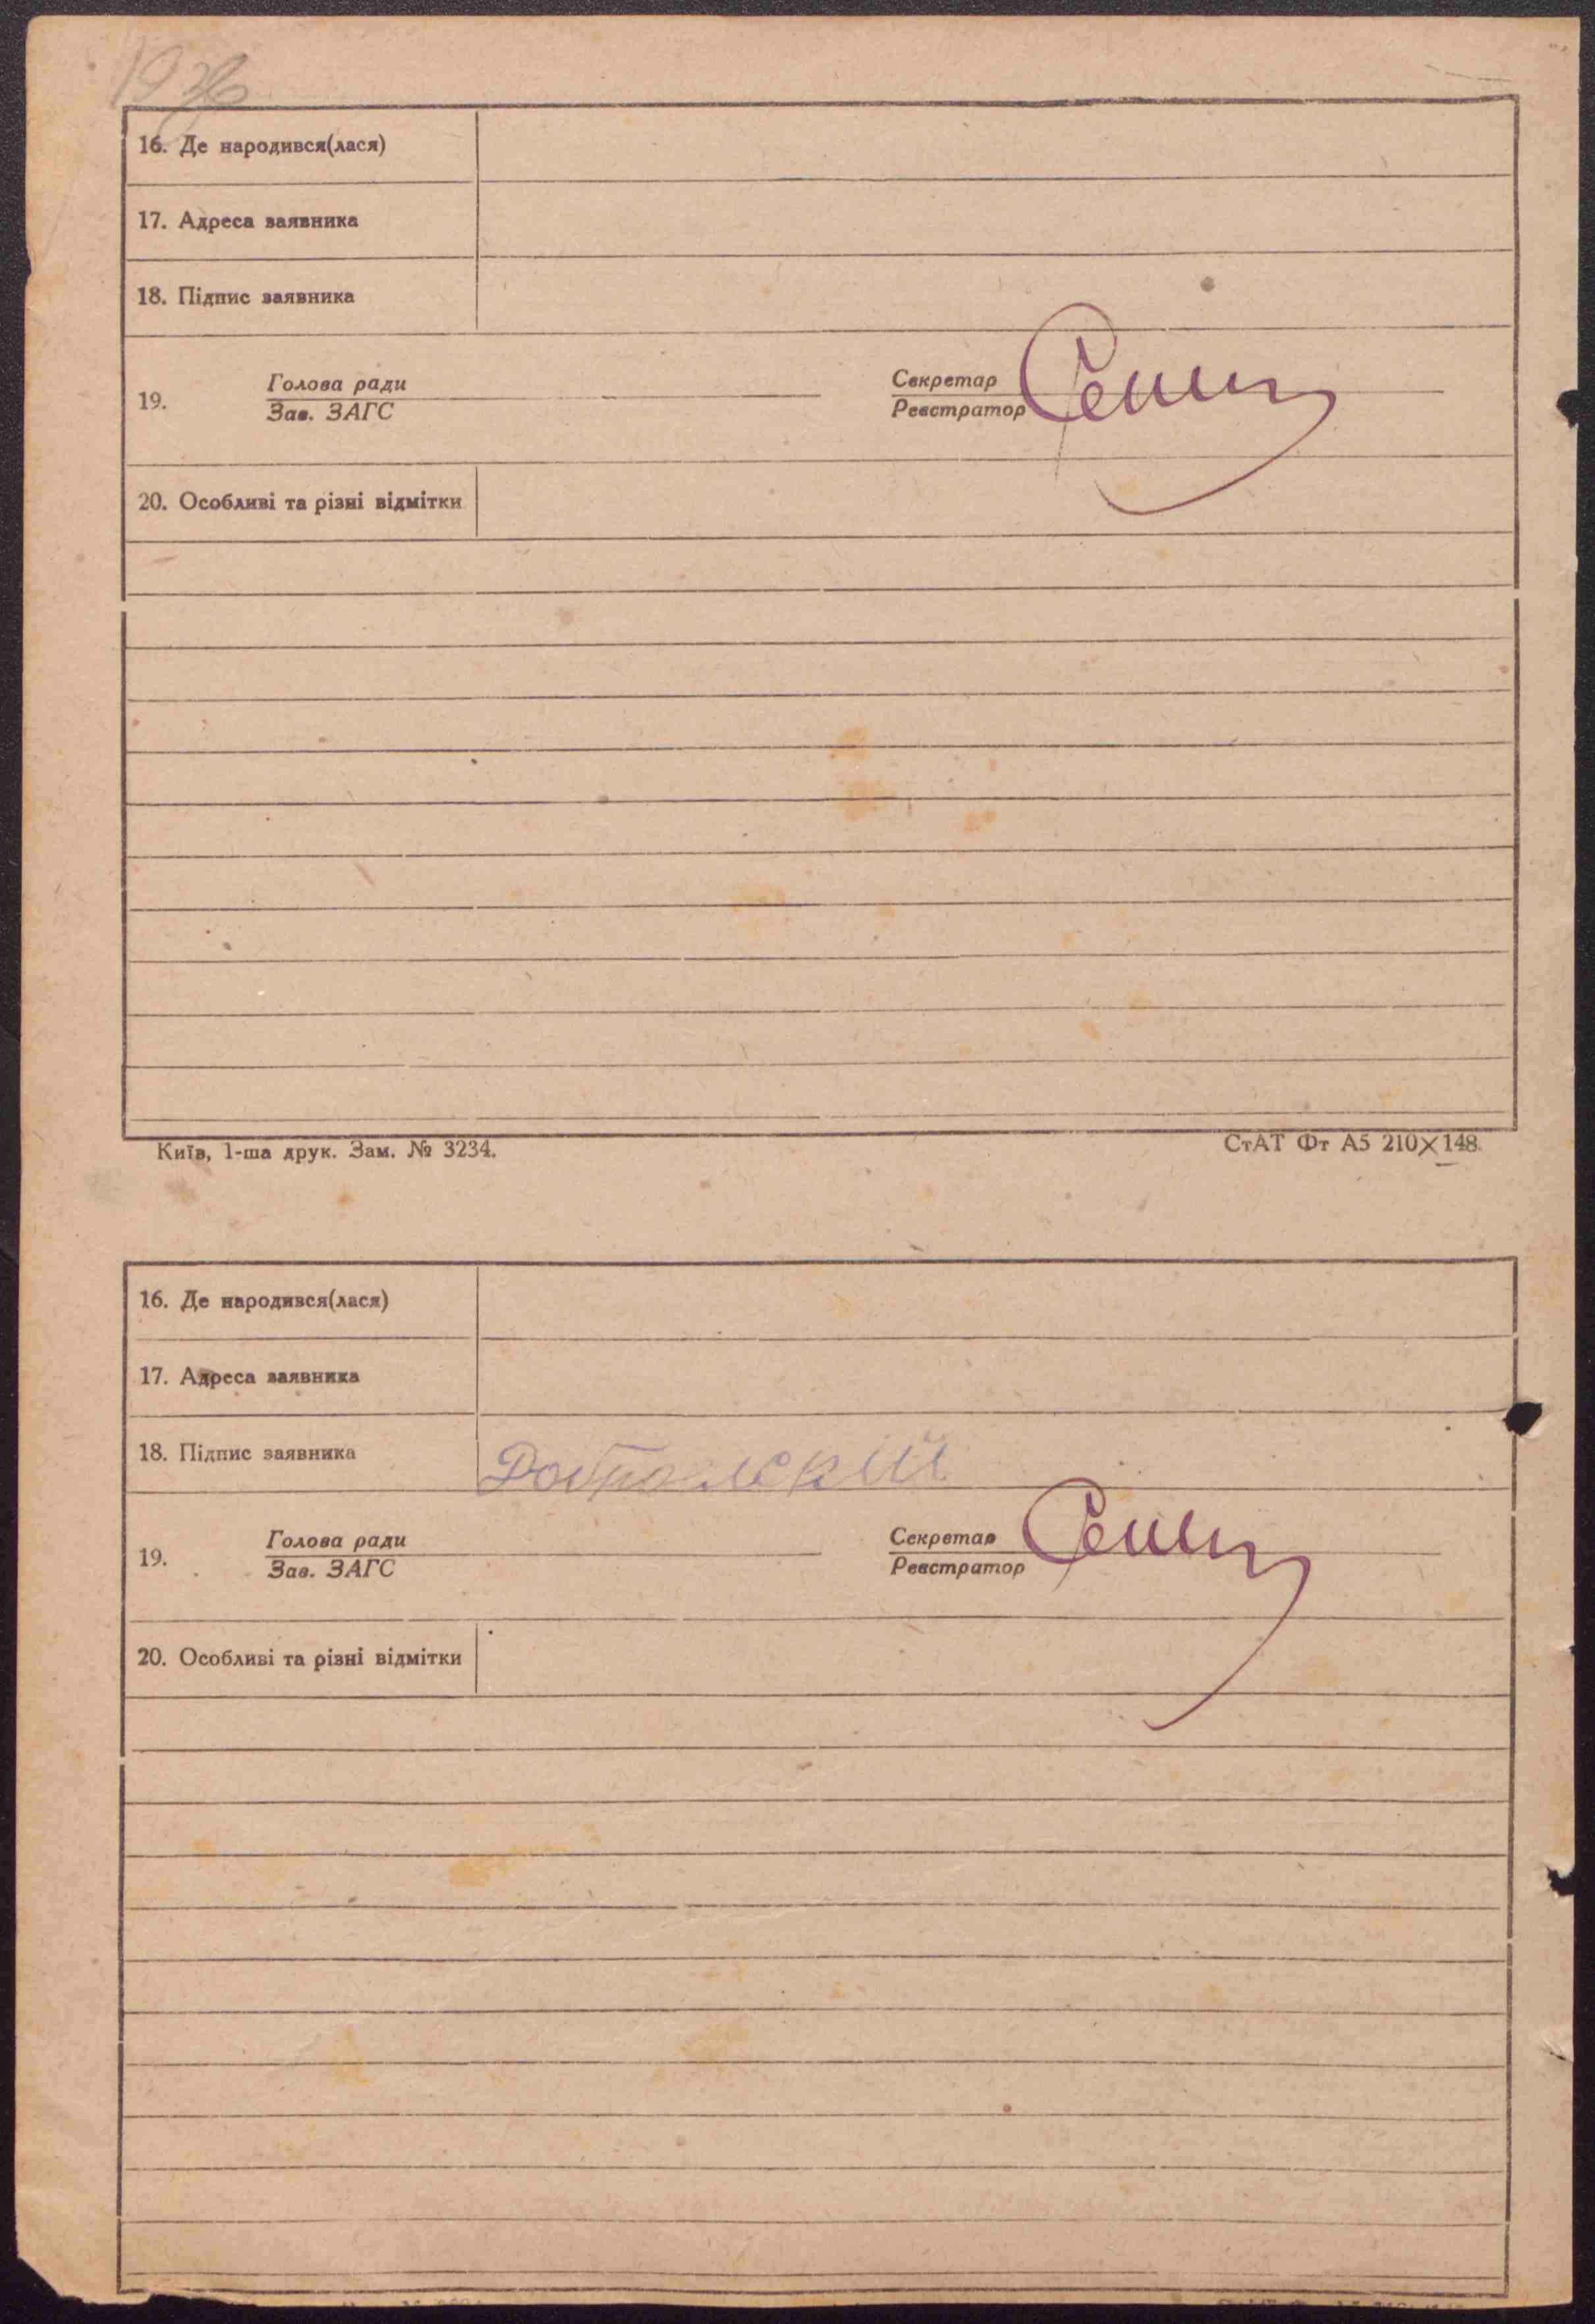 16. Де народився(лася)
17. Адреса заявника
18. Підпис заявника
19. Голова ради Секретар
Зав. ЗАГС Реєстратор
20. Особливі та різні відмітки
Київ, 1-ша друк. Зам. № 3234. СтАТ Фт А5 210×148.
16. Де народився(лася)
17. Адреса заявника
18. Підпис заявника
19. Голова ради Секретар
Зав. ЗАГС Реєстратор
20. Особливі та різні відмітки